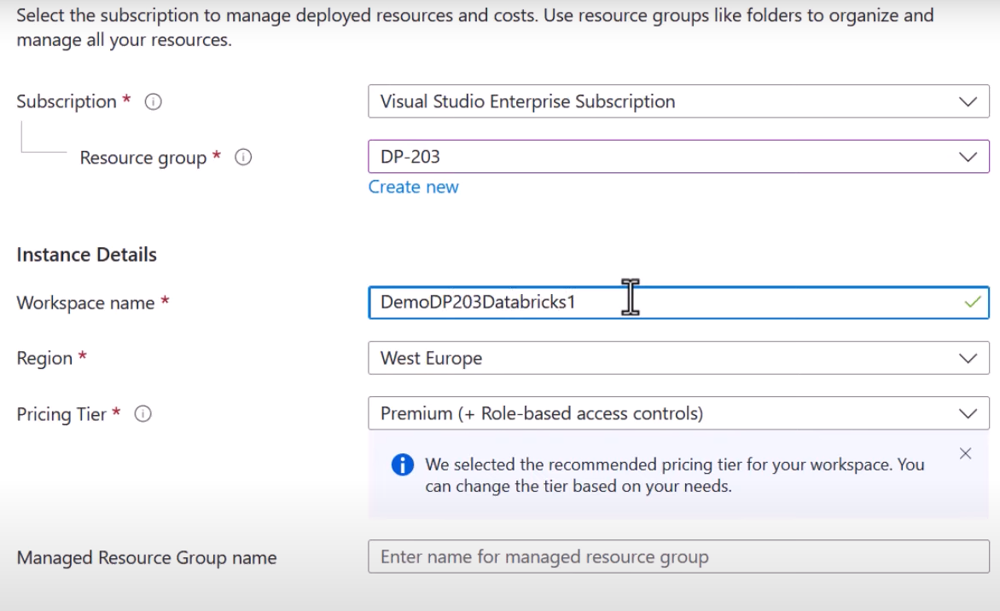 Select the subscription to manage deployed resources and costs. Use resource groups like folders to organize and
manage all your resources.
Subscription *
Visual Studio Enterprise Subscription
Resource group *
DP-203
Create new
Instance Details
Workspace name *
DemoDP203Databricks1
Region *
West Europe
Pricing Tier *
Premium (+ Role-based access controls)
We selected the recommended pricing tier for your workspace. You
can change the tier based on your needs.
Managed Resource Group name
Enter name for managed resource group